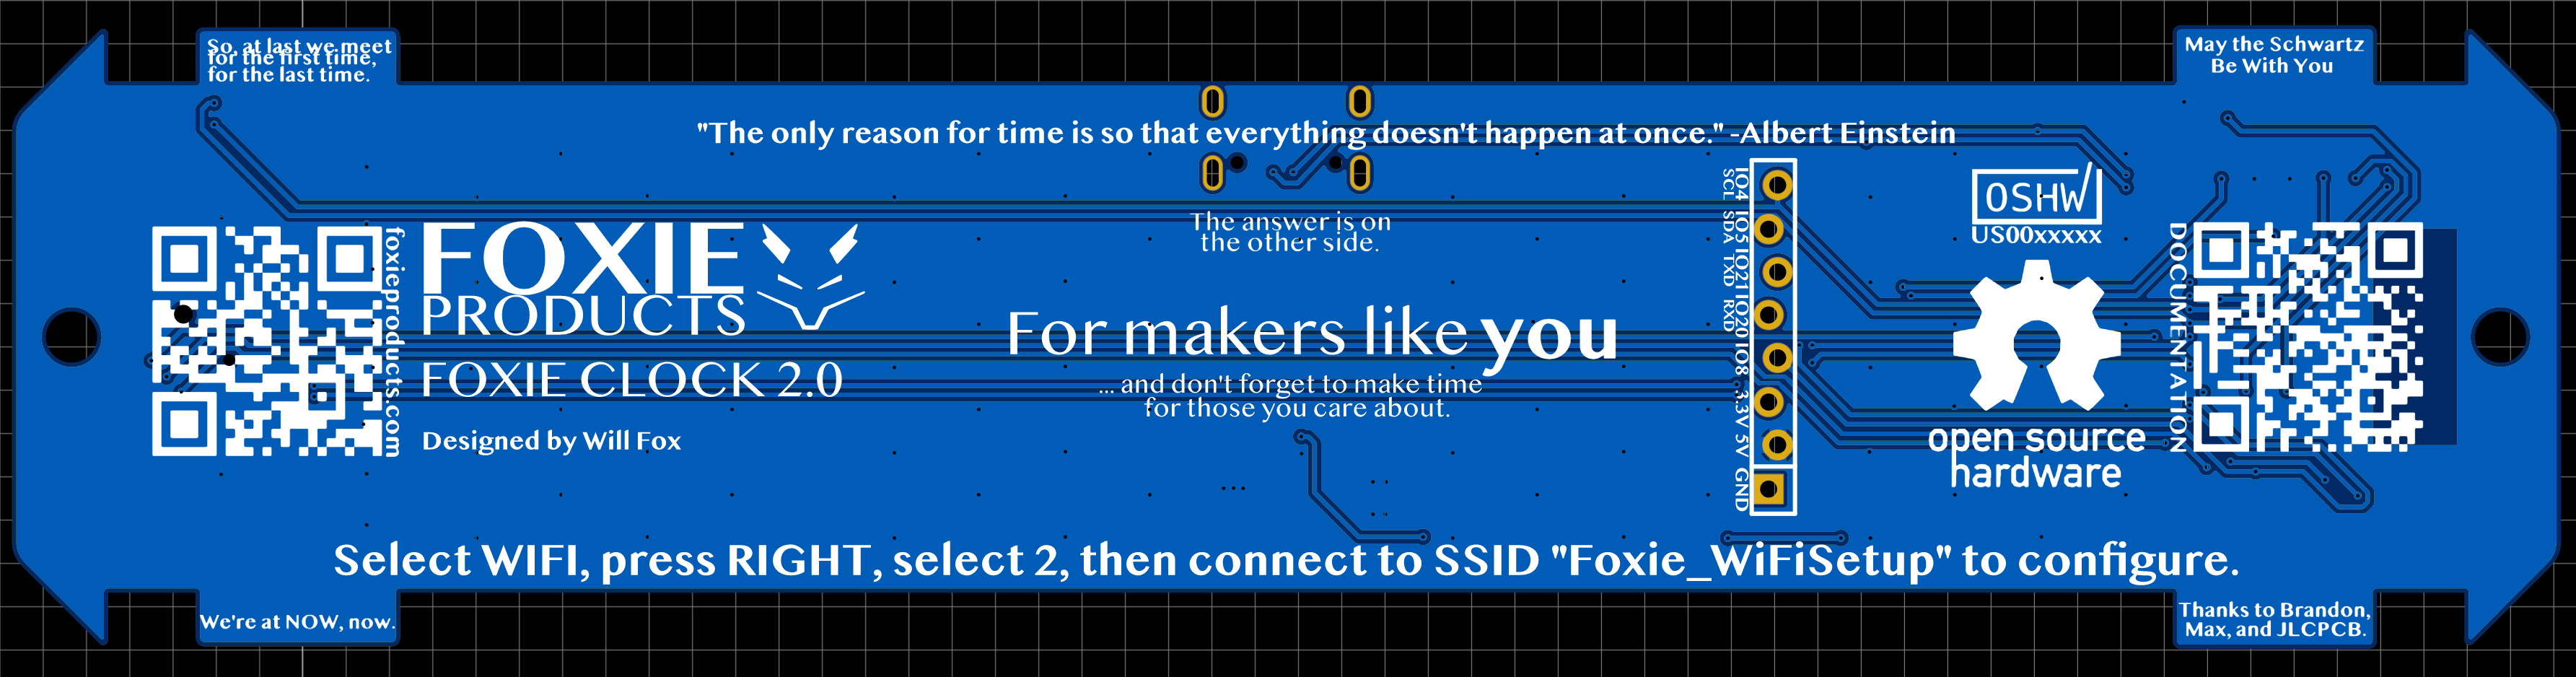 So, at last we meet
for the first time,
for the last time.
May the Schwartz
Be With You
"The only reason for time is so that everything doesn't happen at once." -Albert Einstein
The answer is on
the other side.
foxieproducts.com
FOXIE
PRODUCTS
FOXIE CLOCK 2.0
Designed by Will Fox
For makers like you
... and don't forget to make time
for those you care about.
IO4 IO5 IO21 IO20 IO8 3.3V 5V GND
SCL SDA TXD RXD
OSHW
US00xxxxx
open source
hardware
DOCUMENTATION
Select WIFI, press RIGHT, select 2, then connect to SSID "Foxie_WiFiSetup" to configure.
We're at NOW, now.
Thanks to Brandon,
Max, and JLCPCB.